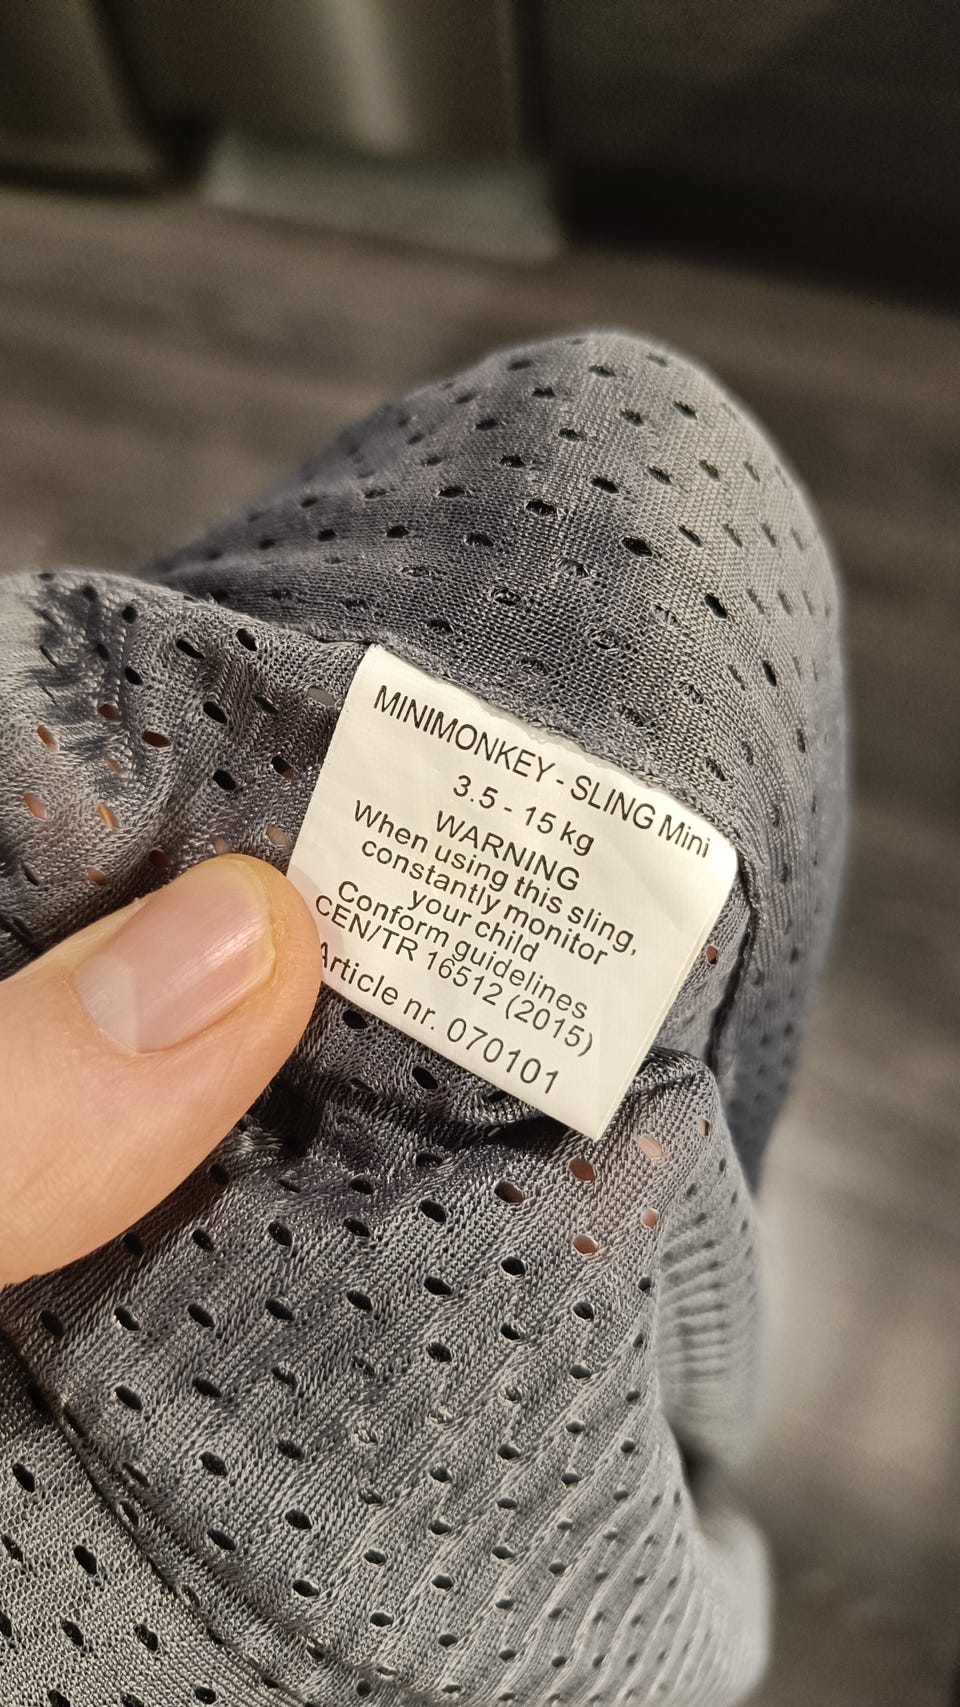 MINIMONKEY - SLING Mini
3.5 - 15 kg
WARNING
When using this sling,
constantly monitor
your child
Conform guidelines
CEN/TR 16512 (2015)
Article nr. 070101